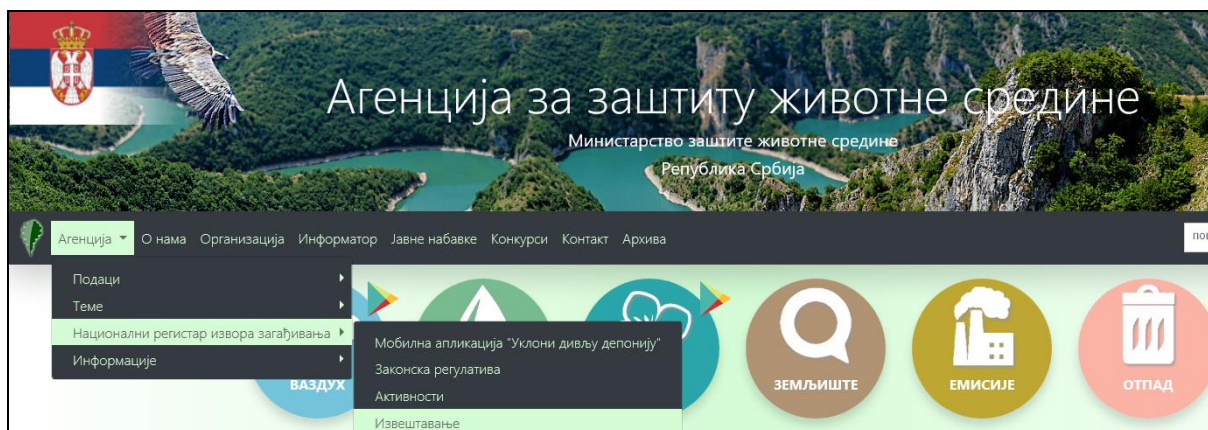 Агенција за заштиту животне средине
Министарство заштите животне средине
Република Србија
Агенција О нама Организација Информатор Јавне набавке Конкурси Контакт Архива
Подаци
Теме
Национални регистар извора загађивања
Информације
Мобилна апликација "Уклони дивљу депонију"
Законска регулатива
Активности
Извештавање
ВАЗДУХ
ЗЕМЉИШТЕ
ЕМИСИЈЕ
ОТПАД